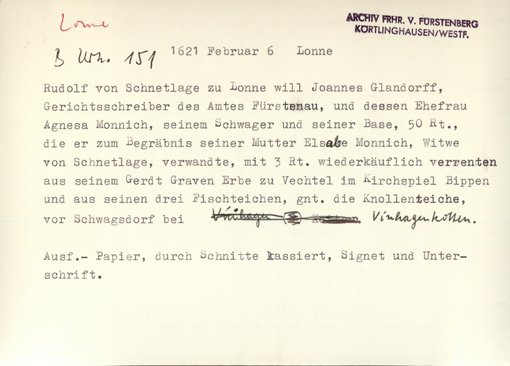 Lonne
ARCHIV FRHR. V. FÜRSTENBERG
KÖRTLINGHAUSEN/WESTF.
B Urk. 151 1621 Februar 6 Lonne
Rudolf von Schnetlage zu Lonne will Joannes Glandorff,
Gerichtsschreiber des Amtes Fürstenau, und dessen Ehefrau
Agnesa Monnich, seinem Schwager und seiner Base, 50 Rt.,
die er zum Begräbnis seiner Mutter Elsabe Monnich, Witwe
von Schnetlage, verwandte, mit 3 Rt. wiederkäuflich verrenten
aus seinem Gerdt Graven Erbe zu Vechtel im Kirchspiel Bippen
und aus seinen drei Fischteichen, gnt. die Knollenteiche,
vor Schwagsdorf bei Vinhagenkotten.
Ausf.- Papier, durch Schnitte kassiert, Signet und Unter-
schrift.